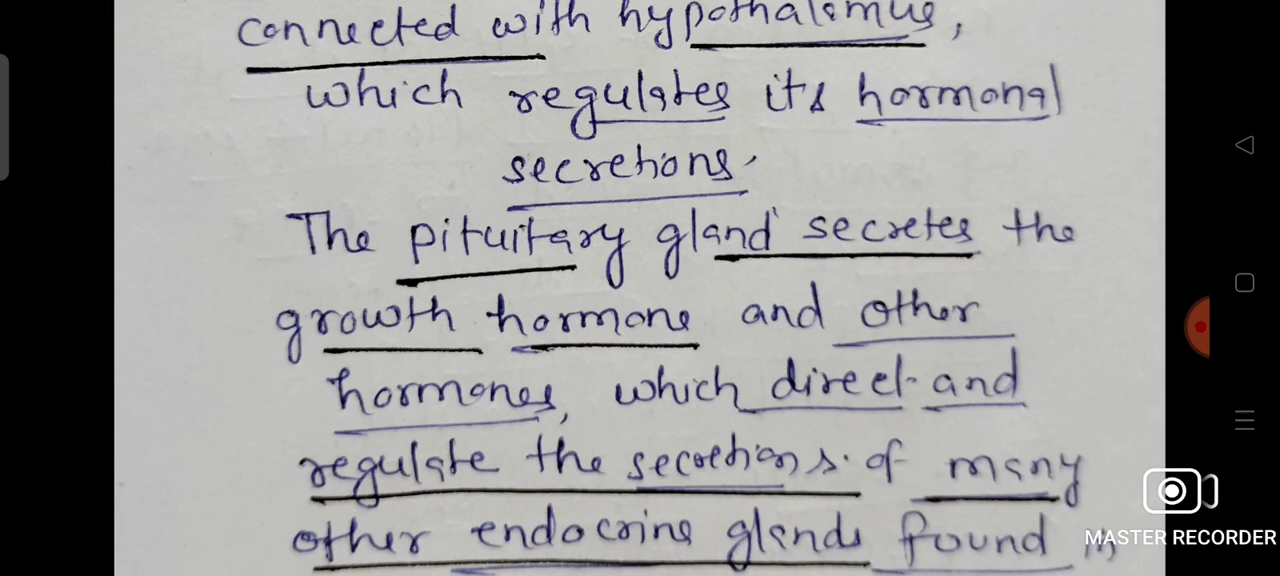 connected with hypothalamus,
which regulates its hormonal
secretions.
The pituitary gland secretes the
growth hormone and other
hormones, which direct and
regulate the secretions of many
other endocrine glands found in
MASTER RECORDER